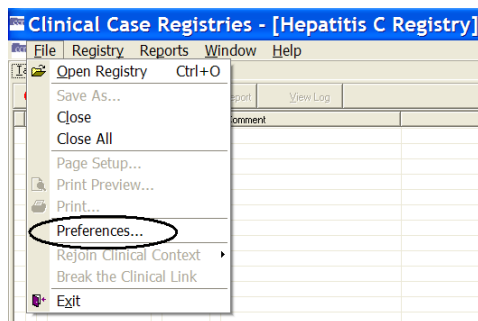 Clinical Case Registries - [Hepatitis C Registry]
File Registry Reports Window Help
Open Registry Ctrl+O
Save As...
port View Log
Close
Comment
Close All
Page Setup...
Print Preview...
Print...
Preferences...
Rejoin Clinical Context
Break the Clinical Link
Exit